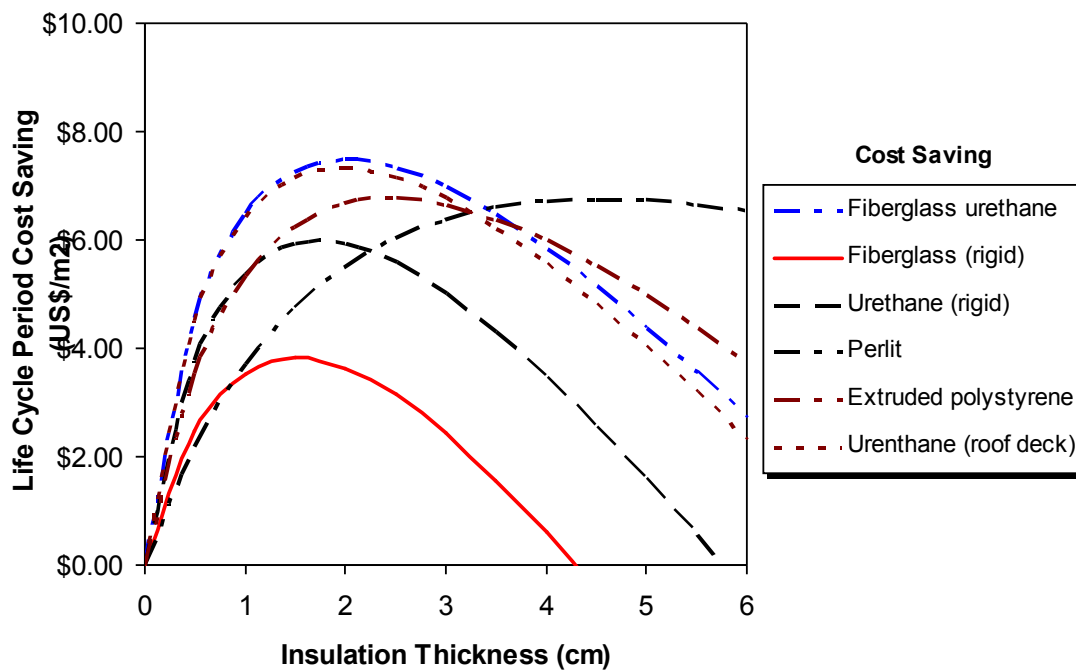 $10.00
$8.00
$6.00
$4.00
$2.00
$0.00
Life Cycle Period Cost Saving
(US$/m2)
0 1 2 3 4 5 6
Insulation Thickness (cm)
Cost Saving
Fiberglass urethane
Fiberglass (rigid)
Urethane (rigid)
Perlit
Extruded polystyrene
Urenthane (roof deck)